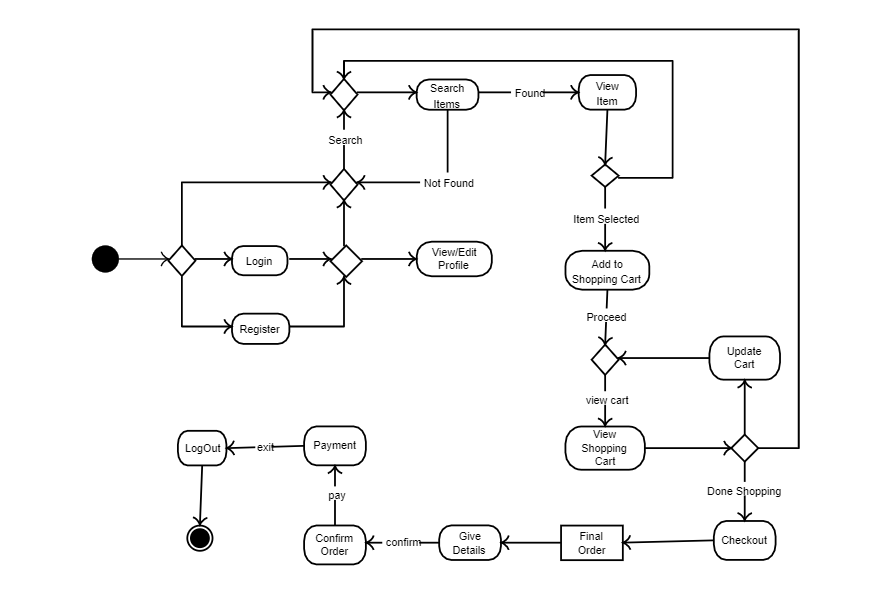 Search
Items
Found
View
Item
Search
Not Found
Item Selected
Login
View/Edit
Profile
Add to
Shopping Cart
Register
Proceed
Update
Cart
view cart
View
Shopping
Cart
LogOut
exit
Payment
Done Shopping
pay
Confirm
Order
confirm
Give
Details
Final
Order
Checkout